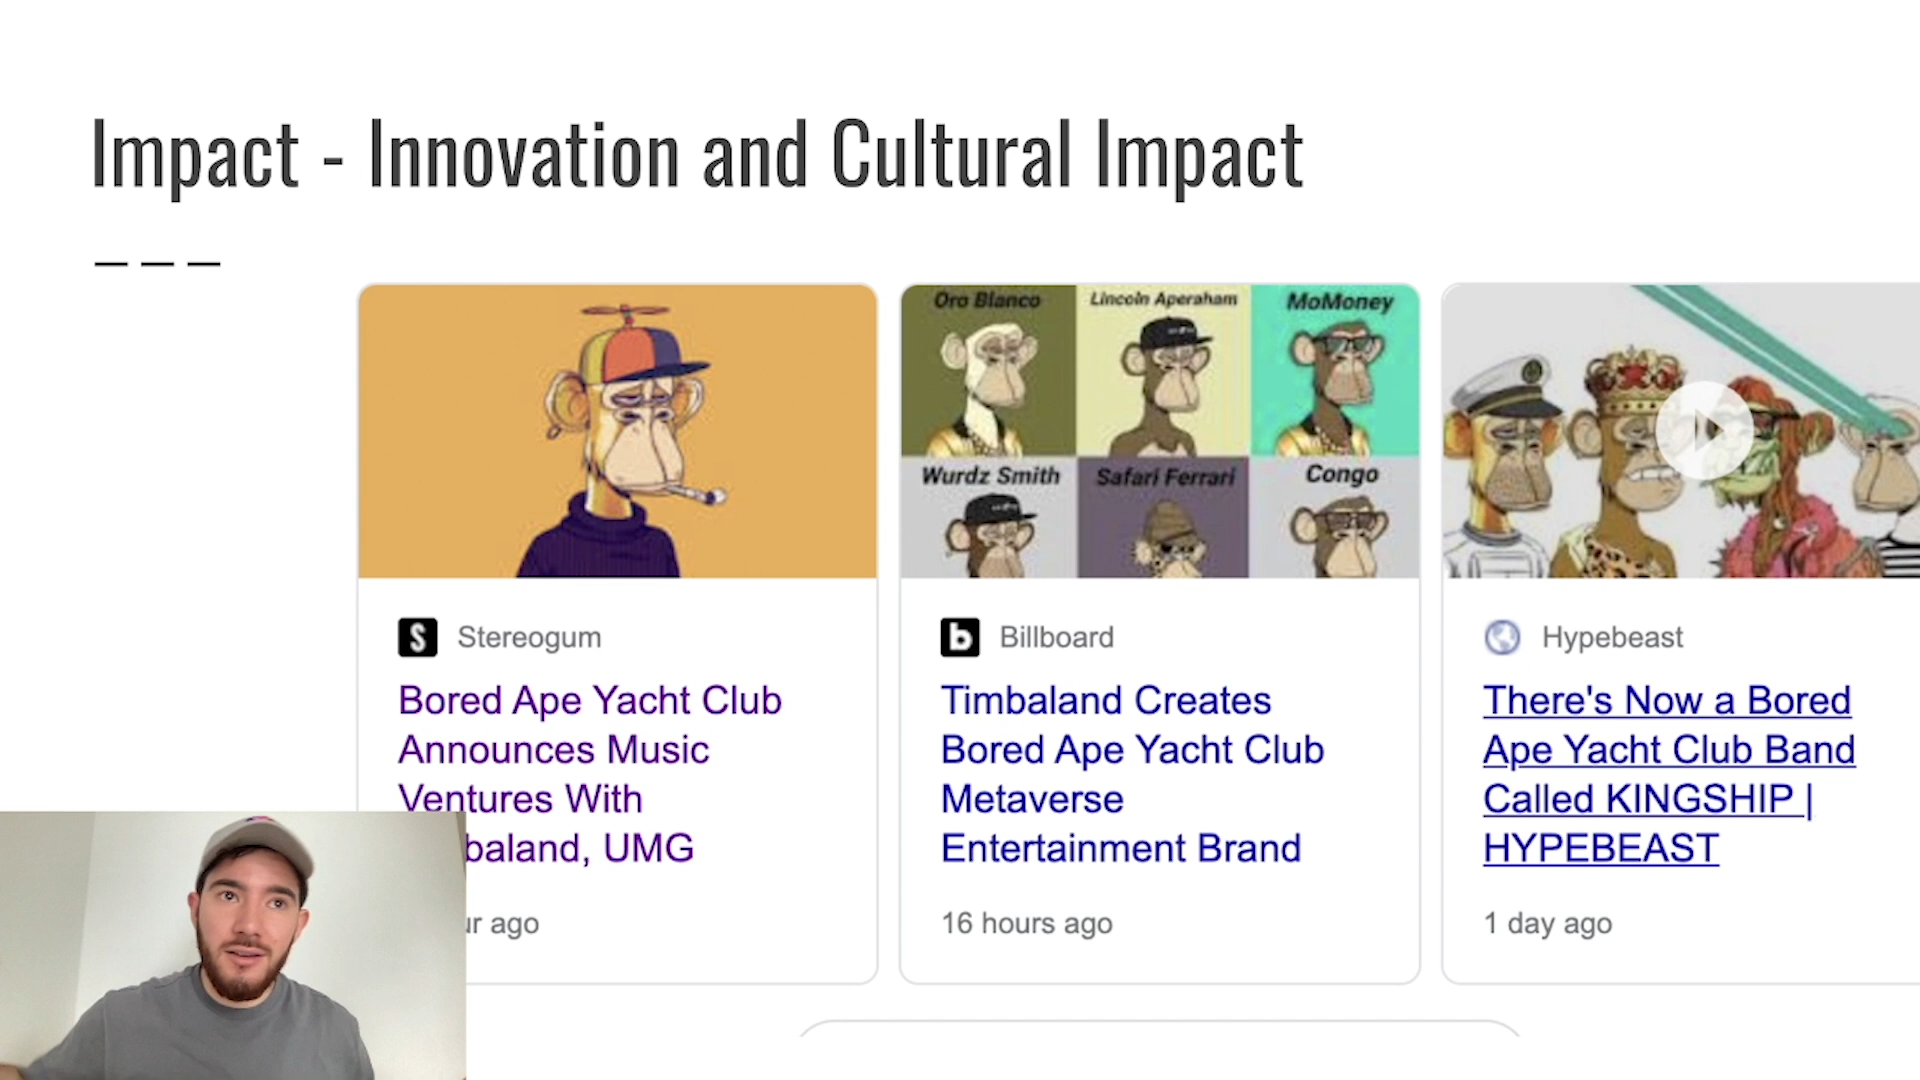 Impact - Innovation and Cultural Impact
Oro Blanco
Lincoln Aperaham
MoMoney
Wurdz Smith
Safari Ferrari
Congo
S Stereogum
Bored Ape Yacht Club
Announces Music
Ventures With
baland, UMG
ur ago
b Billboard
Timbaland Creates
Bored Ape Yacht Club
Metaverse
Entertainment Brand
16 hours ago
Hypebeast
There's Now a Bored
Ape Yacht Club Band
Called KINGSHIP |
HYPEBEAST
1 day ago